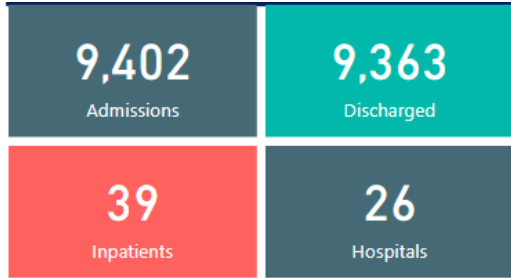 9,402
Admissions
9,363
Discharged
39
Inpatients
26
Hospitals